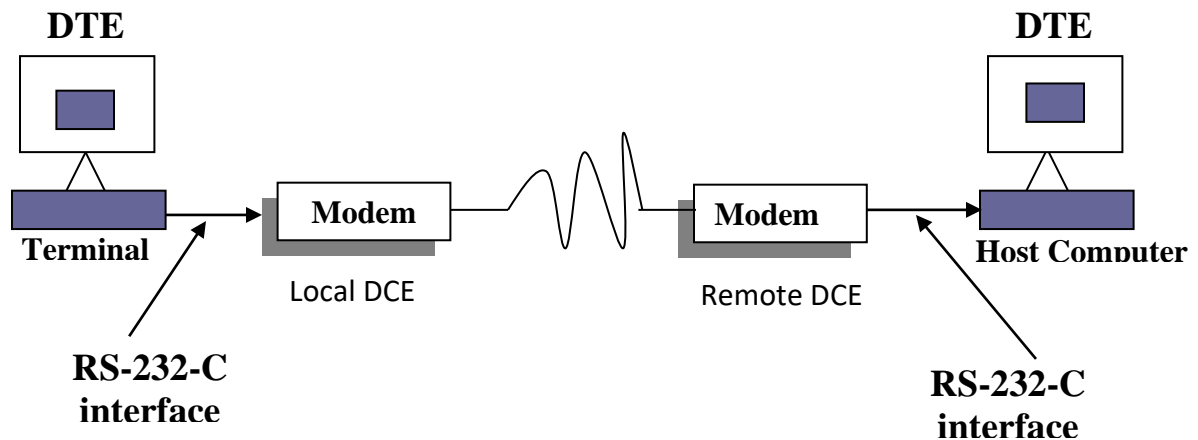 DTE
DTE
Modem
Modem
Terminal
Host Computer
Local DCE
Remote DCE
RS-232-C
interface
RS-232-C
interface